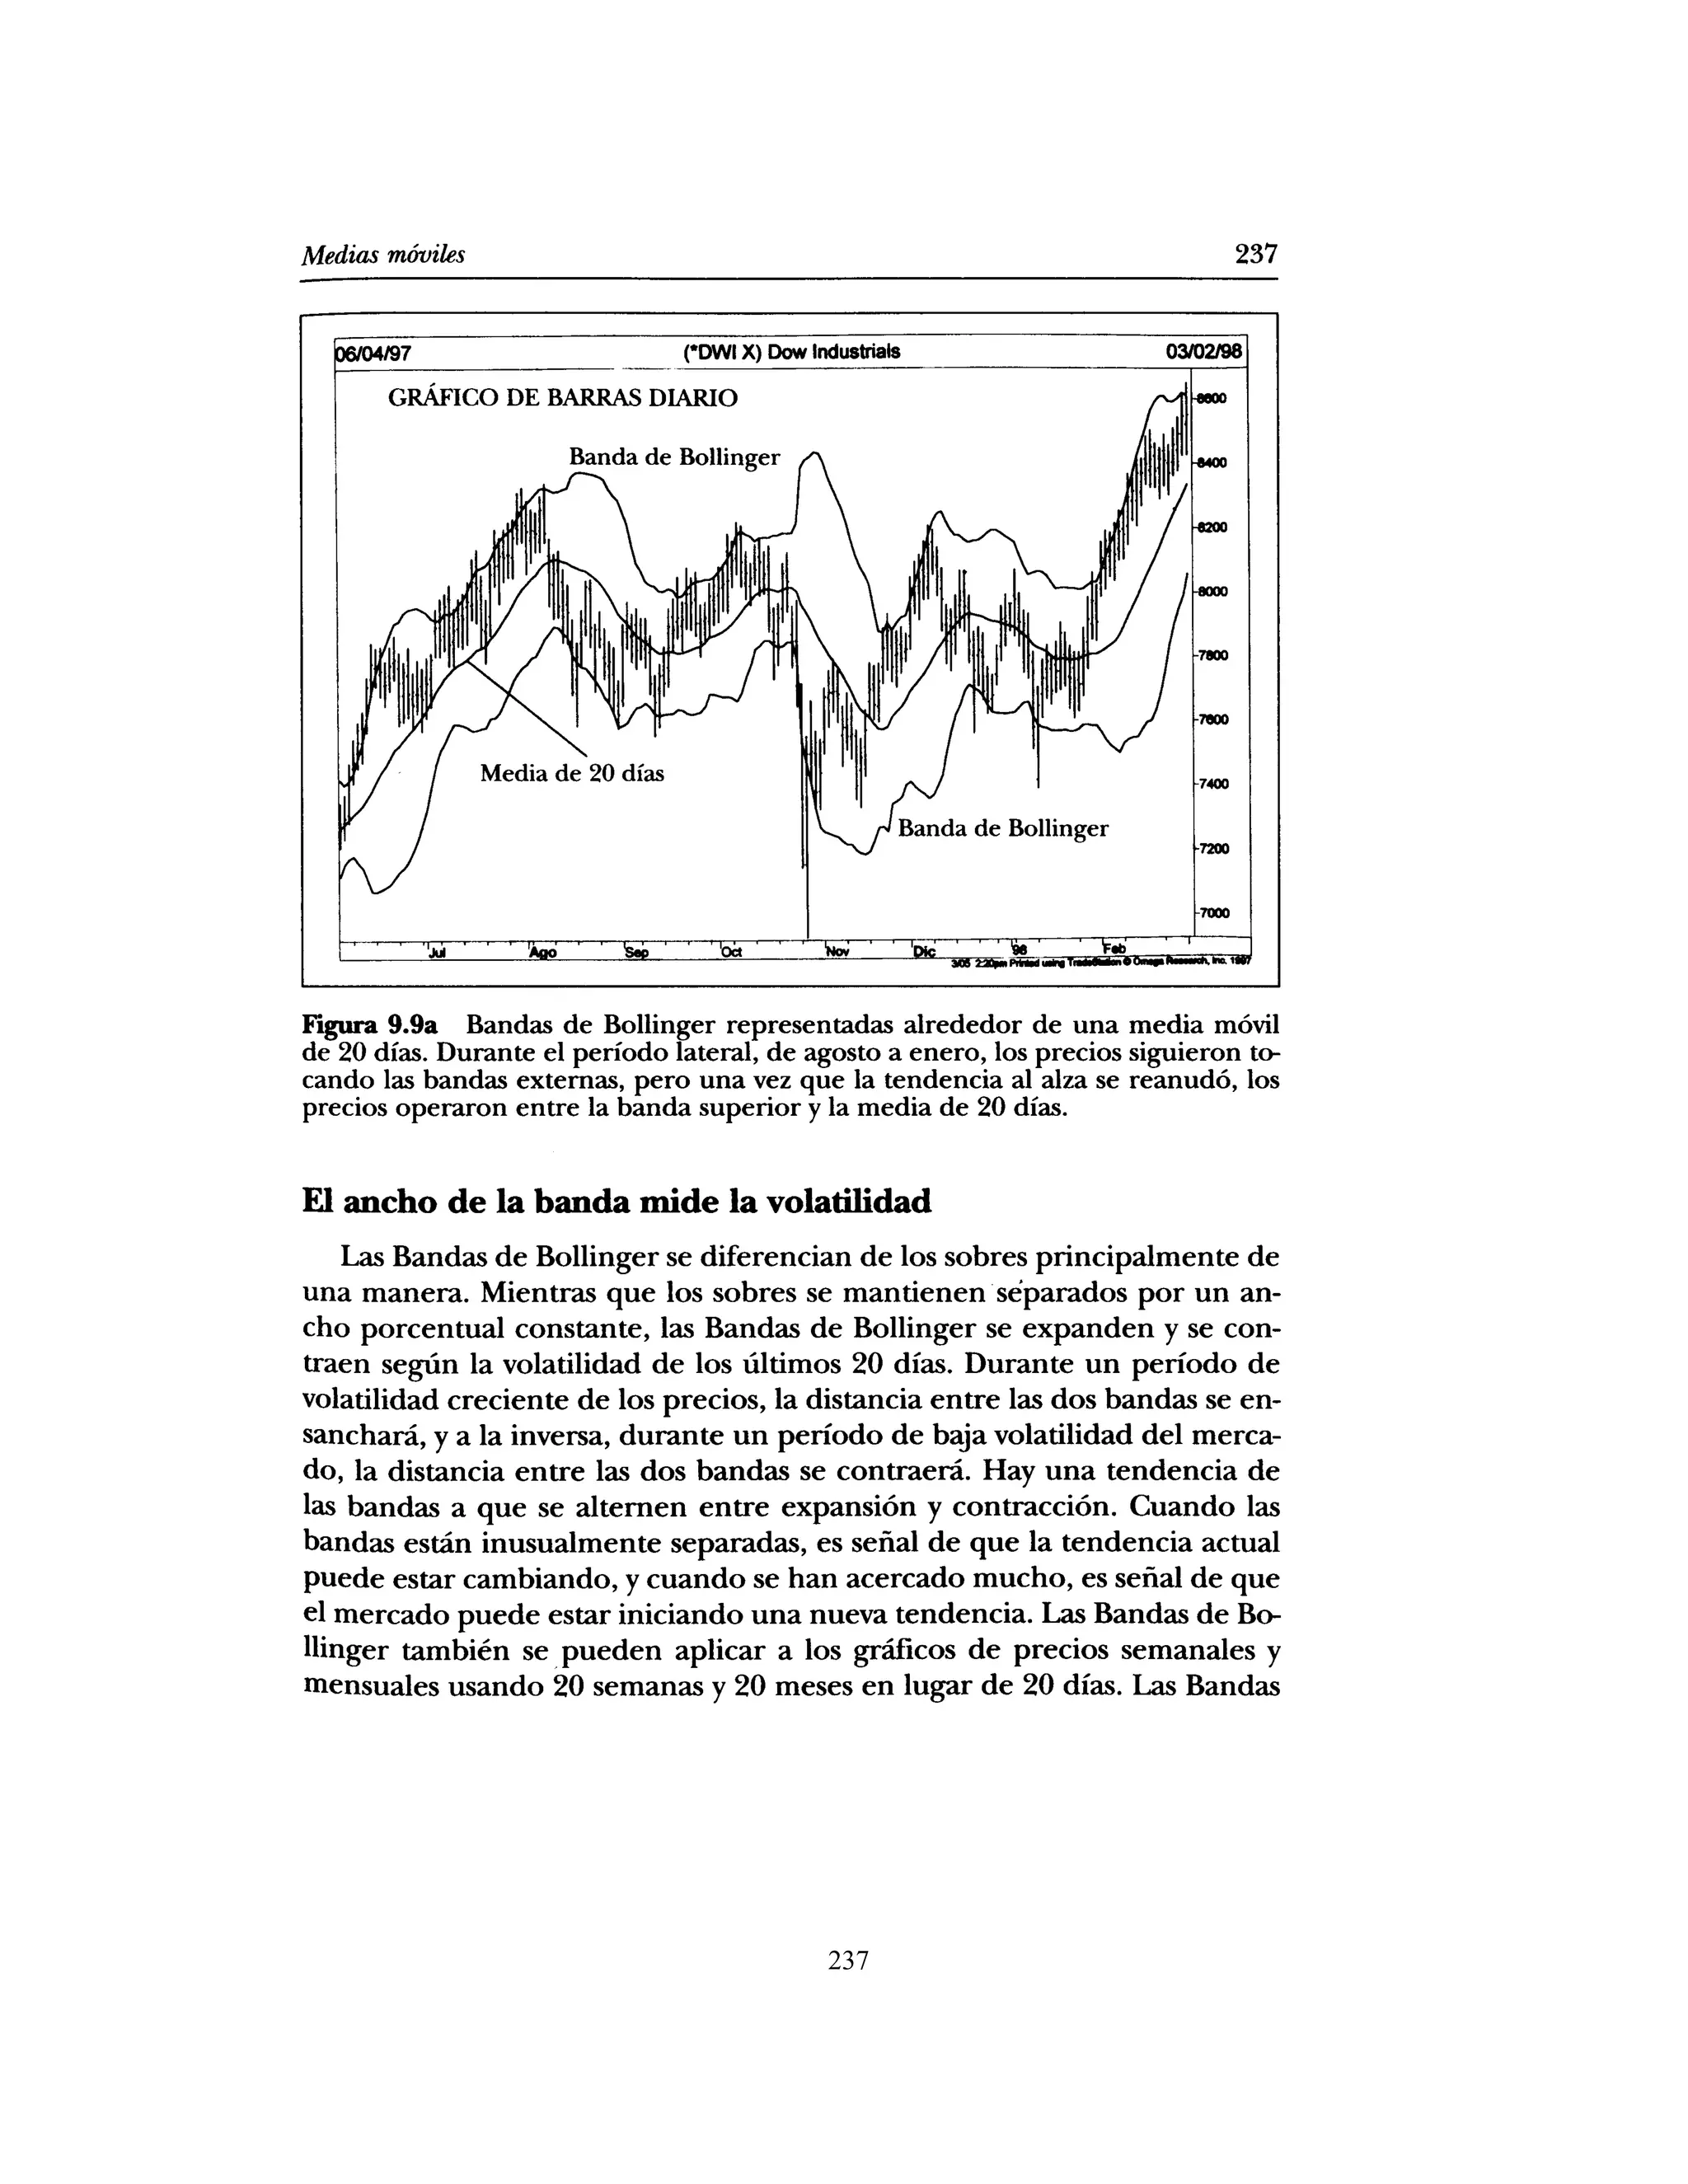 Medias móviles 237
06/04/97 (*DWI X) Dow Industrials 03/02/98
GRÁFICO DE BARRAS DIARIO
8600
Banda de Bollinger
8400
8200
8000
7800
7600
Media de 20 días
7400
Banda de Bollinger
7200
7000
Jul Ago Sep Oct Nov Dic 98 Feb
3/05 2:20pm Printed using TradeStation © Omega Research, Inc. 1997
Figura 9.9a Bandas de Bollinger representadas alrededor de una media móvil
de 20 días. Durante el período lateral, de agosto a enero, los precios siguieron to-
cando las bandas externas, pero una vez que la tendencia al alza se reanudó, los
precios operaron entre la banda superior y la media de 20 días.
El ancho de la banda mide la volatilidad
Las Bandas de Bollinger se diferencian de los sobres principalmente de
una manera. Mientras que los sobres se mantienen separados por un an-
cho porcentual constante, las Bandas de Bollinger se expanden y se con-
traen según la volatilidad de los últimos 20 días. Durante un período de
volatilidad creciente de los precios, la distancia entre las dos bandas se en-
sanchará, y a la inversa, durante un período de baja volatilidad del merca-
do, la distancia entre las dos bandas se contraerá. Hay una tendencia de
las bandas a que se alternen entre expansión y contracción. Cuando las
bandas están inusualmente separadas, es señal de que la tendencia actual
puede estar cambiando, y cuando se han acercado mucho, es señal de que
el mercado puede estar iniciando una nueva tendencia. Las Bandas de Bo-
llinger también se pueden aplicar a los gráficos de precios semanales y
mensuales usando 20 semanas y 20 meses en lugar de 20 días. Las Bandas
237